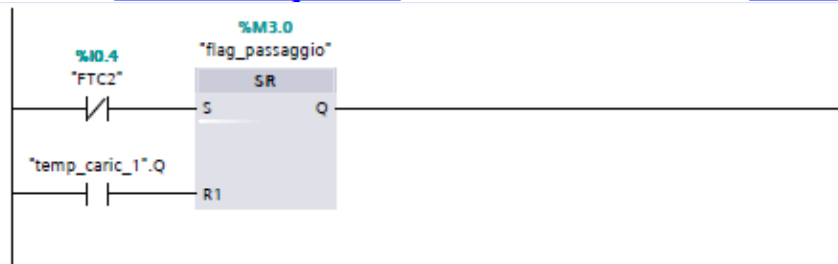 %M3.0
"flag_passaggio"
%I0.4
"FTC2"
SR
S Q
"temp_caric_1".Q
R1